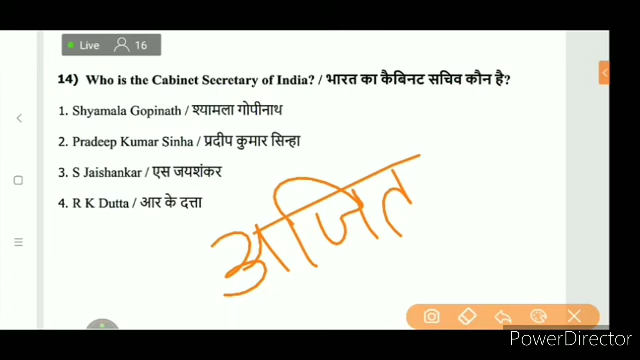 Live 16
14) Who is the Cabinet Secretary of India? / भारत का कैबिनट सचिव कौन है?
1. Shyamala Gopinath / श्यामला गोपीनाथ
2. Pradeep Kumar Sinha / प्रदीप कुमार सिन्हा
3. S Jaishankar / एस जयशंकर
4. R K Dutta / आर के दत्ता
अजित
PowerDirector